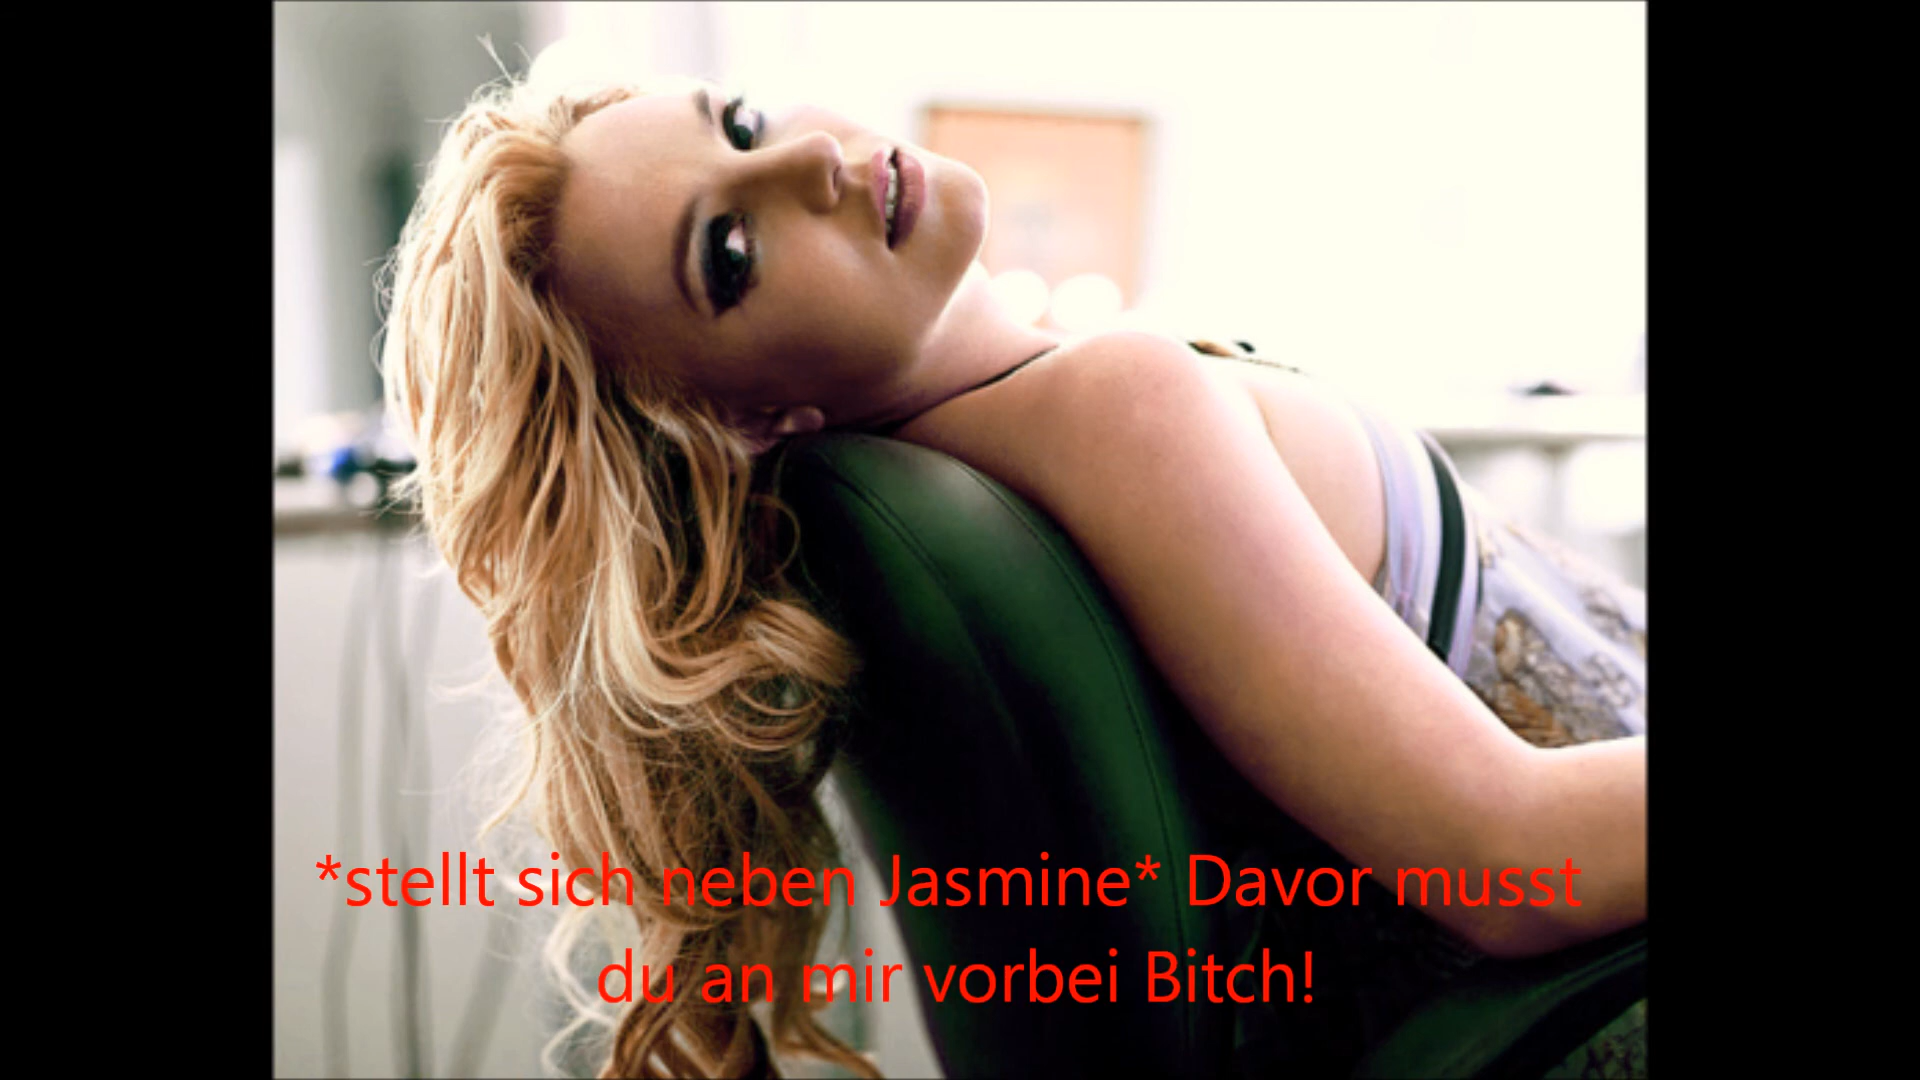 *stellt sich neben Jasmine* Davor musst
du an mir vorbei Bitch!